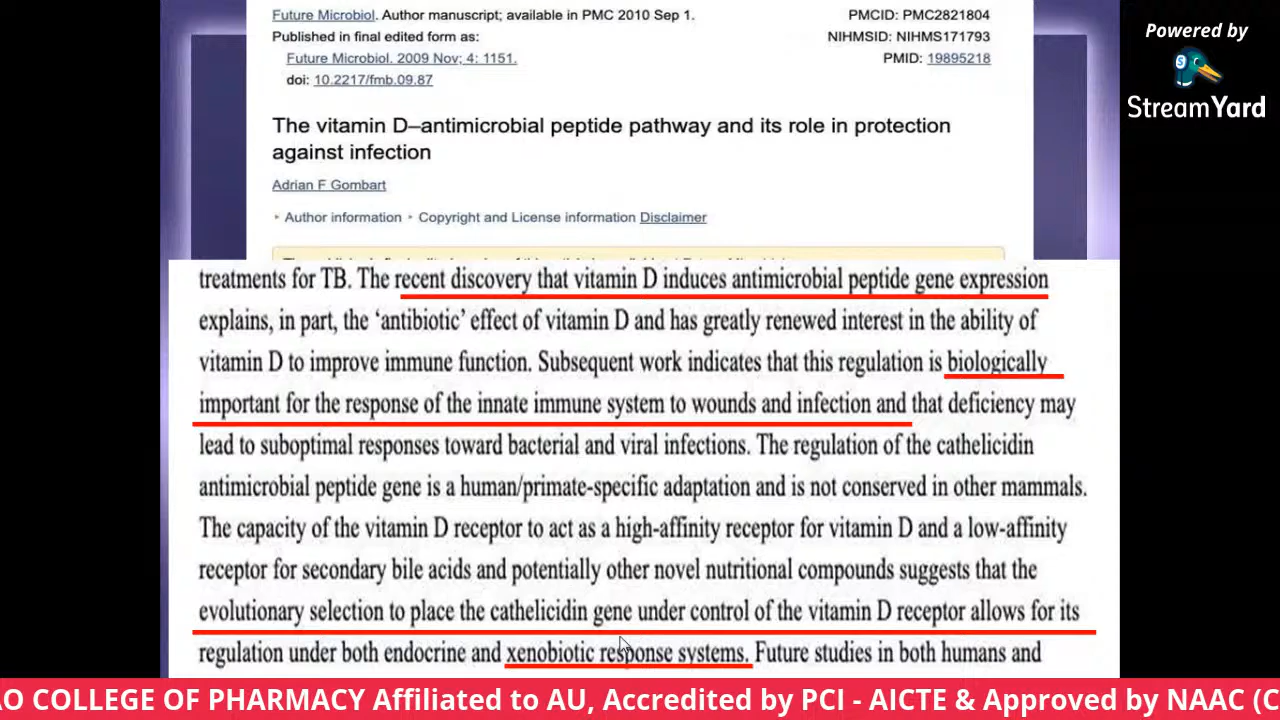 Future Microbiol. Author manuscript; available in PMC 2010 Sep 1.
PMCID: PMC2821804
Published in final edited form as:
NIHMSID: NIHMS171793
Future Microbiol. 2009 Nov; 4: 1151.
PMID: 19895218
doi: 10.2217/fmb.09.87
The vitamin D–antimicrobial peptide pathway and its role in protection
against infection
Adrian F Gombart
▸ Author information ▸ Copyright and License information Disclaimer
treatments for TB. The recent discovery that vitamin D induces antimicrobial peptide gene expression
explains, in part, the ‘antibiotic’ effect of vitamin D and has greatly renewed interest in the ability of
vitamin D to improve immune function. Subsequent work indicates that this regulation is biologically
important for the response of the innate immune system to wounds and infection and that deficiency may
lead to suboptimal responses toward bacterial and viral infections. The regulation of the cathelicidin
antimicrobial peptide gene is a human/primate-specific adaptation and is not conserved in other mammals.
The capacity of the vitamin D receptor to act as a high-affinity receptor for vitamin D and a low-affinity
receptor for secondary bile acids and potentially other novel nutritional compounds suggests that the
evolutionary selection to place the cathelicidin gene under control of the vitamin D receptor allows for its
regulation under both endocrine and xenobiotic response systems. Future studies in both humans and
Powered by
StreamYard
AO COLLEGE OF PHARMACY Affiliated to AU, Accredited by PCI - AICTE & Approved by NAAC (C